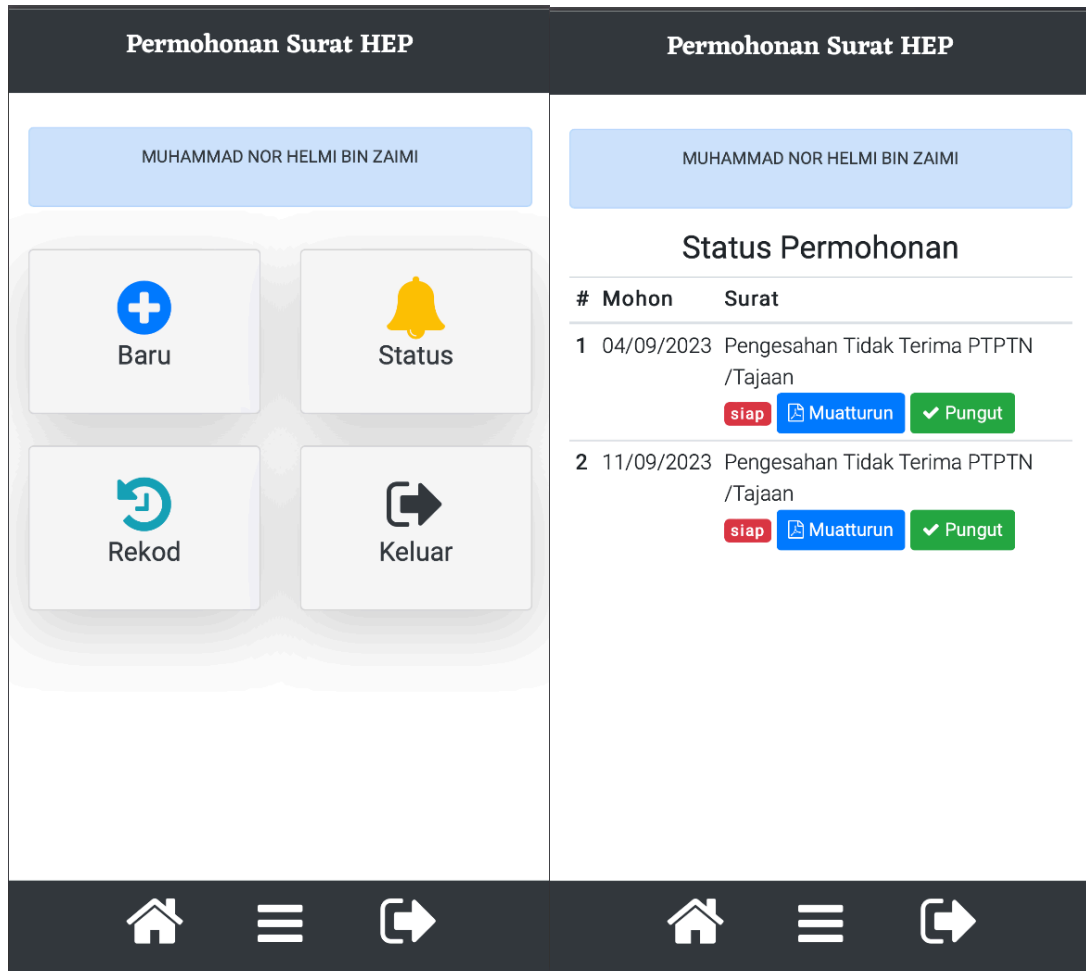 Permohonan Surat HEP
MUHAMMAD NOR HELMI BIN ZAIMI
Baru
Status
Rekod
Keluar
Permohonan Surat HEP
MUHAMMAD NOR HELMI BIN ZAIMI
Status Permohonan
# Mohon Surat
1 04/09/2023 Pengesahan Tidak Terima PTPTN
/Tajaan
siap Muatturun Pungut
2 11/09/2023 Pengesahan Tidak Terima PTPTN
/Tajaan
siap Muatturun Pungut